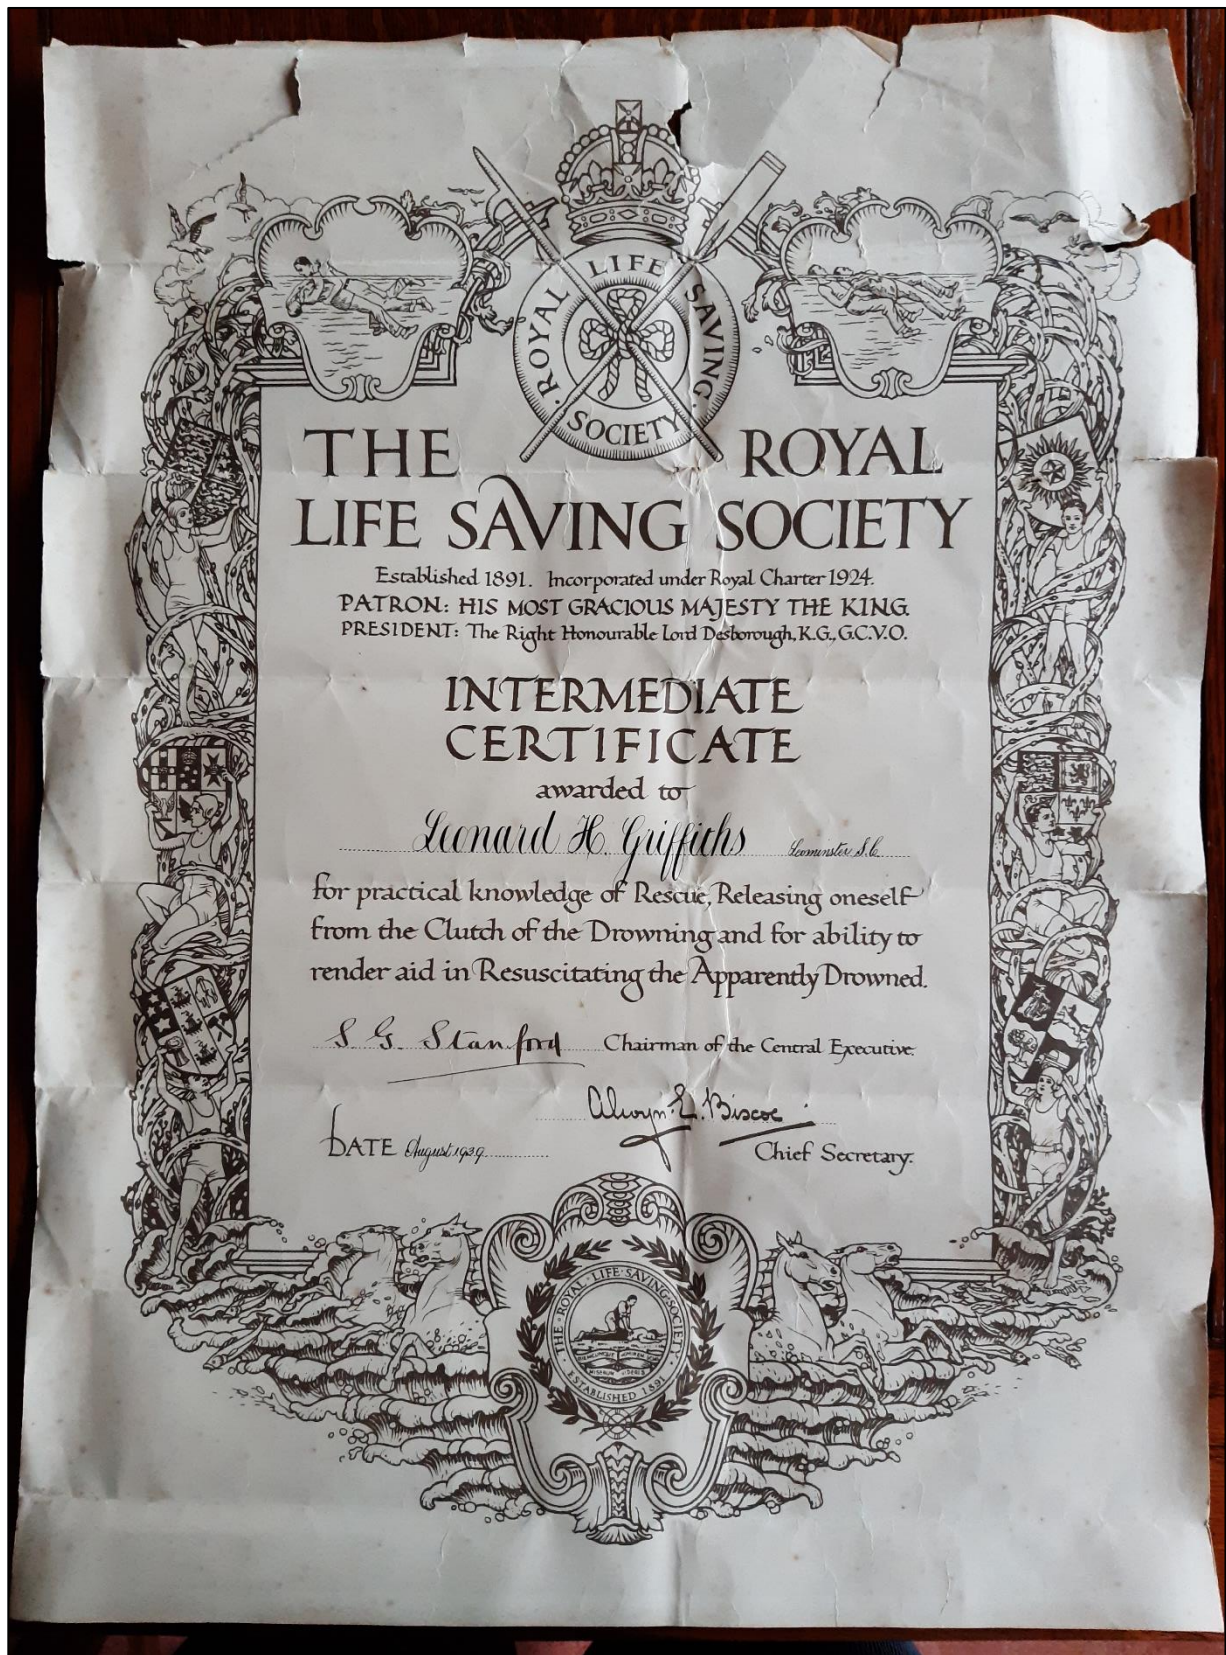 ROYAL LIFE SAVING SOCIETY
THE ROYAL
LIFE SAVING SOCIETY
Established 1891. Incorporated under Royal Charter 1924.
PATRON: HIS MOST GRACIOUS MAJESTY THE KING.
PRESIDENT: The Right Honourable Lord Desborough, K.G., G.C.V.O.
INTERMEDIATE
CERTIFICATE
awarded to
Leonard H. Griffiths Leominster S.C.
for practical knowledge of Rescue, Releasing oneself
from the Clutch of the Drowning and for ability to
render aid in Resuscitating the Apparently Drowned.
S. G. Stanford Chairman of the Central Executive.
Alwyn E. Biscoe
DATE August 1939 Chief Secretary.
THE ROYAL LIFE SAVING SOCIETY
ESTABLISHED 1891